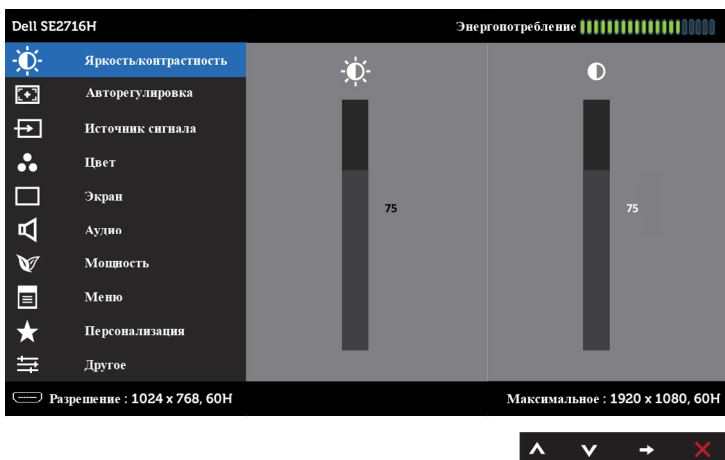 Dell SE2716H
Энергопотребление
Яркость/контрастность
Авторегулировка
Источник сигнала
Цвет
Экран
Аудио
Мощность
Меню
Персонализация
Другое
75
75
Разрешение : 1024 x 768, 60H
Максимальное : 1920 x 1080, 60H